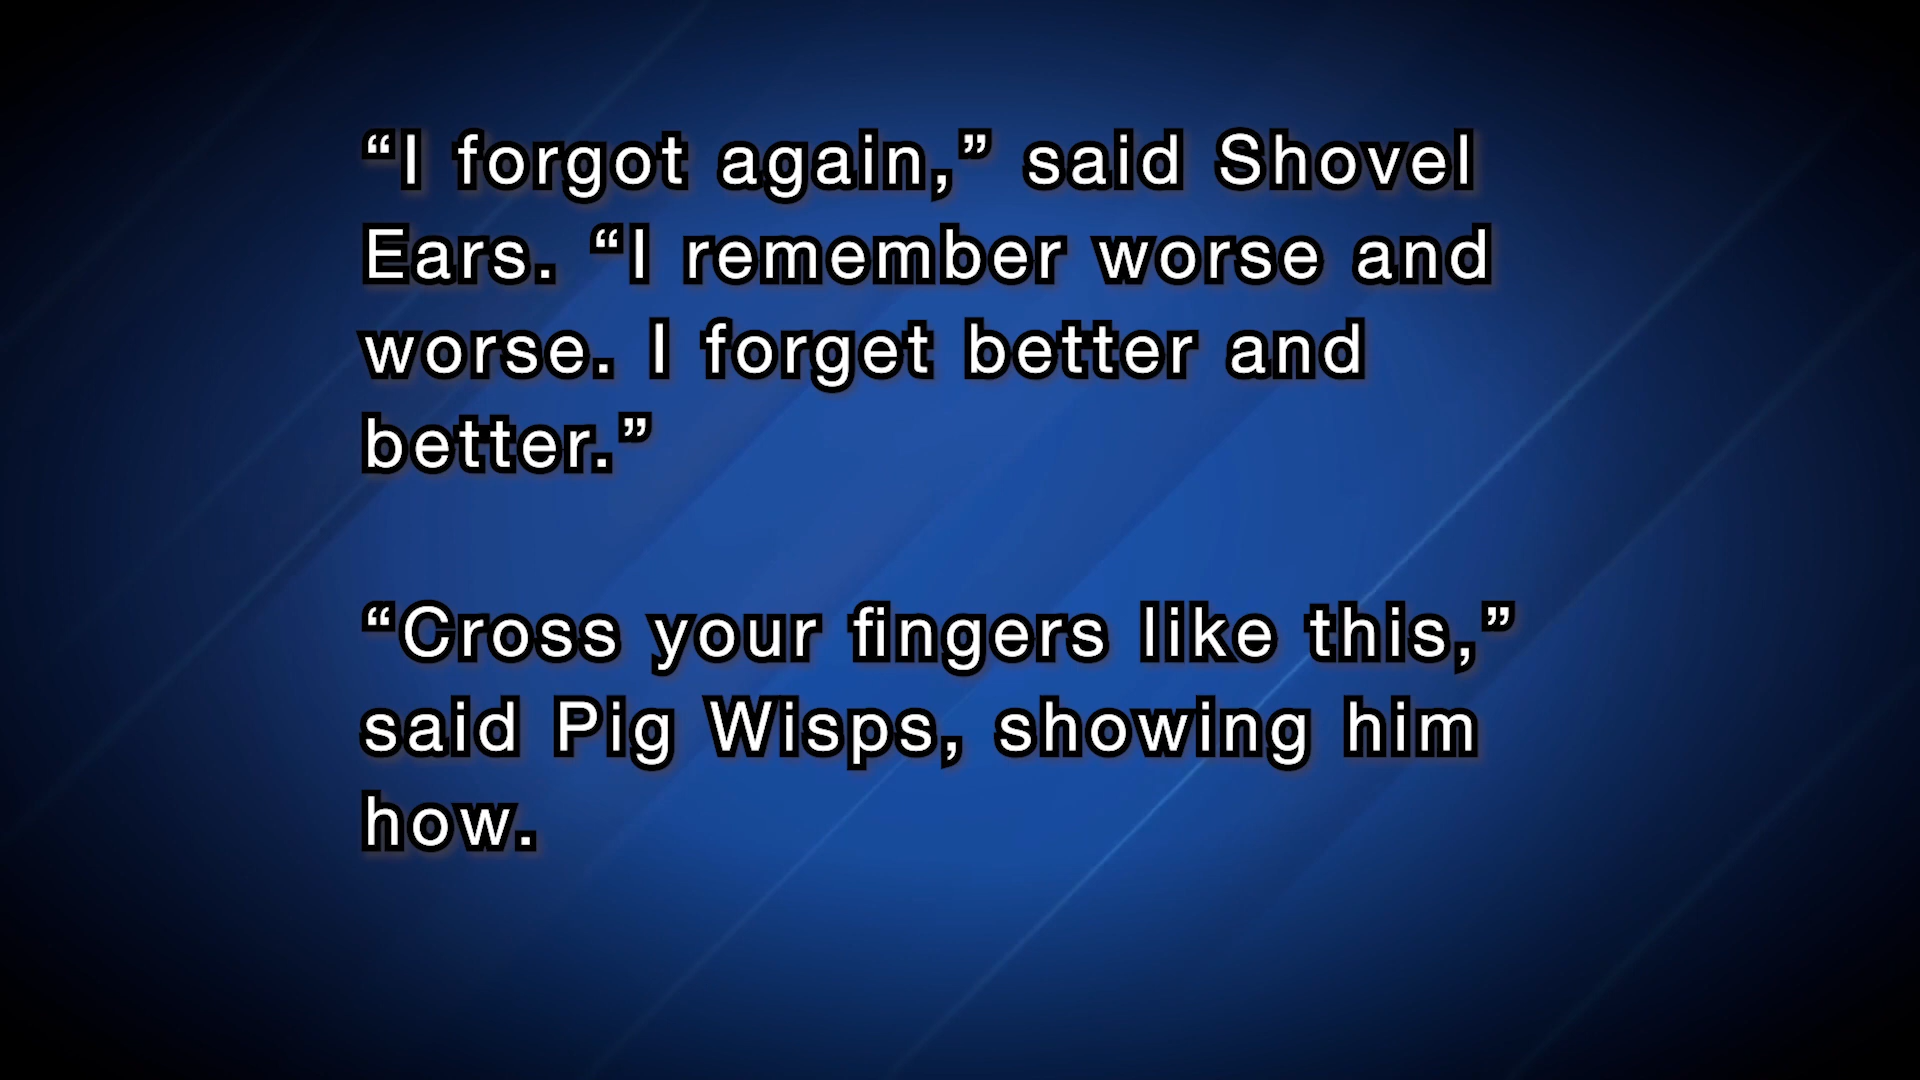 “I forgot again,” said Shovel
Ears. “I remember worse and
worse. I forget better and
better.”
“Cross your fingers like this,”
said Pig Wisps, showing him
how.